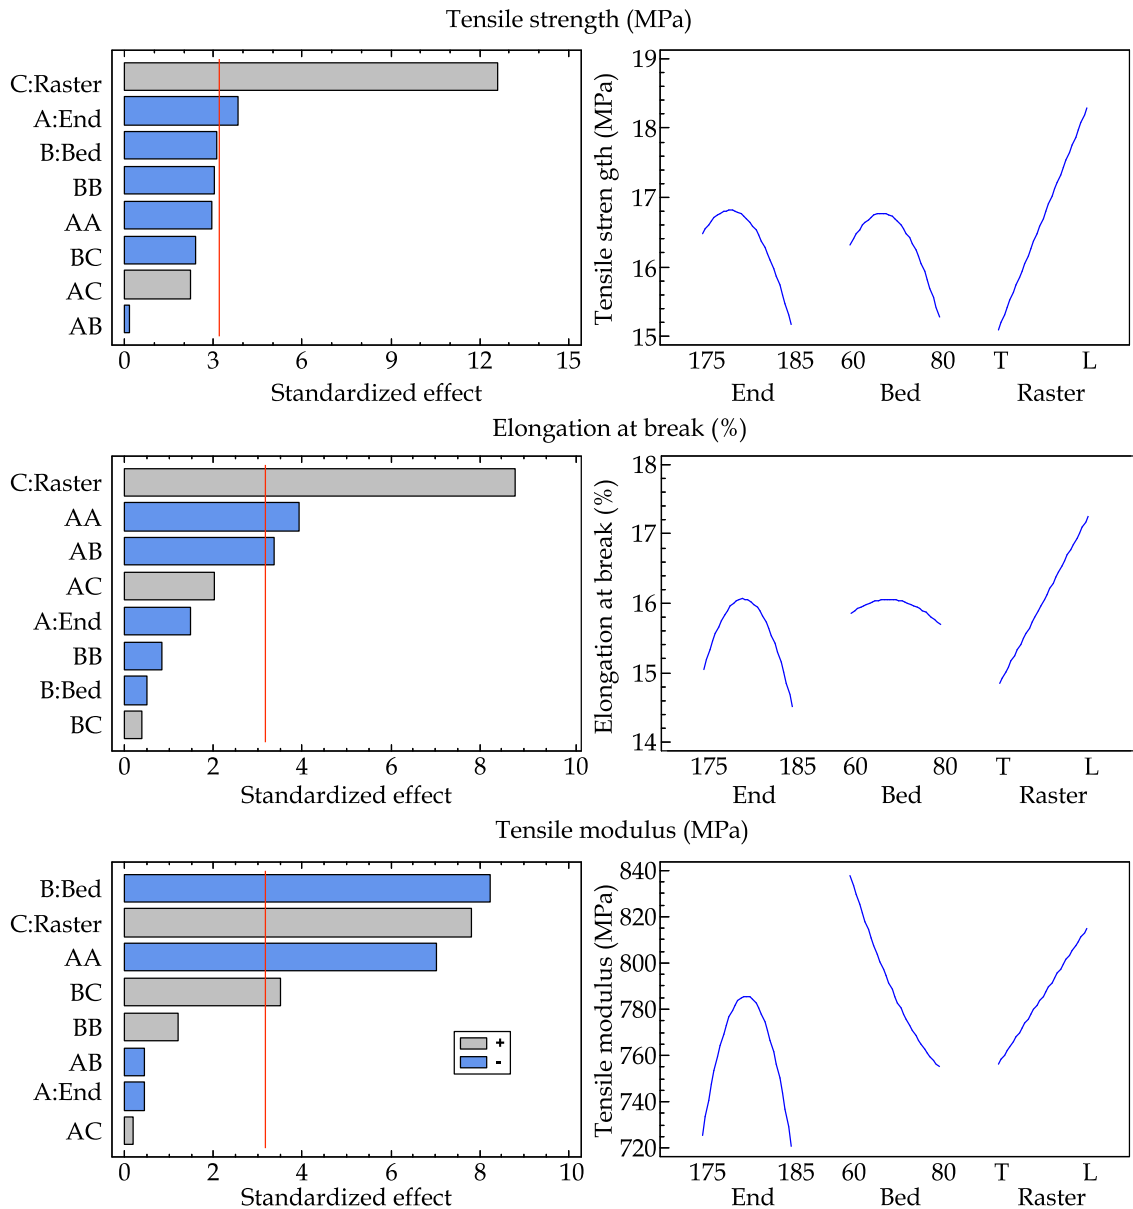 Tensile strength (MPa)
C:Raster
A:End
B:Bed
BB
AA
BC
AC
AB
0 3 6 9 12 15
Standardized effect
Tensile stren gth (MPa)
19
18
17
16
15
175 185 60 80 T L
End Bed Raster
Elongation at break (%)
C:Raster
AA
AB
AC
A:End
BB
B:Bed
BC
0 2 4 6 8 10
Standardized effect
Elongation at break (%)
18
17
16
15
14
175 185 60 80 T L
End Bed Raster
Tensile modulus (MPa)
B:Bed
C:Raster
AA
BC
BB
AB
A:End
AC
+
-
0 2 4 6 8 10
Standardized effect
Tensile modulus (MPa)
840
820
800
780
760
740
720
175 185 60 80 T L
End Bed Raster